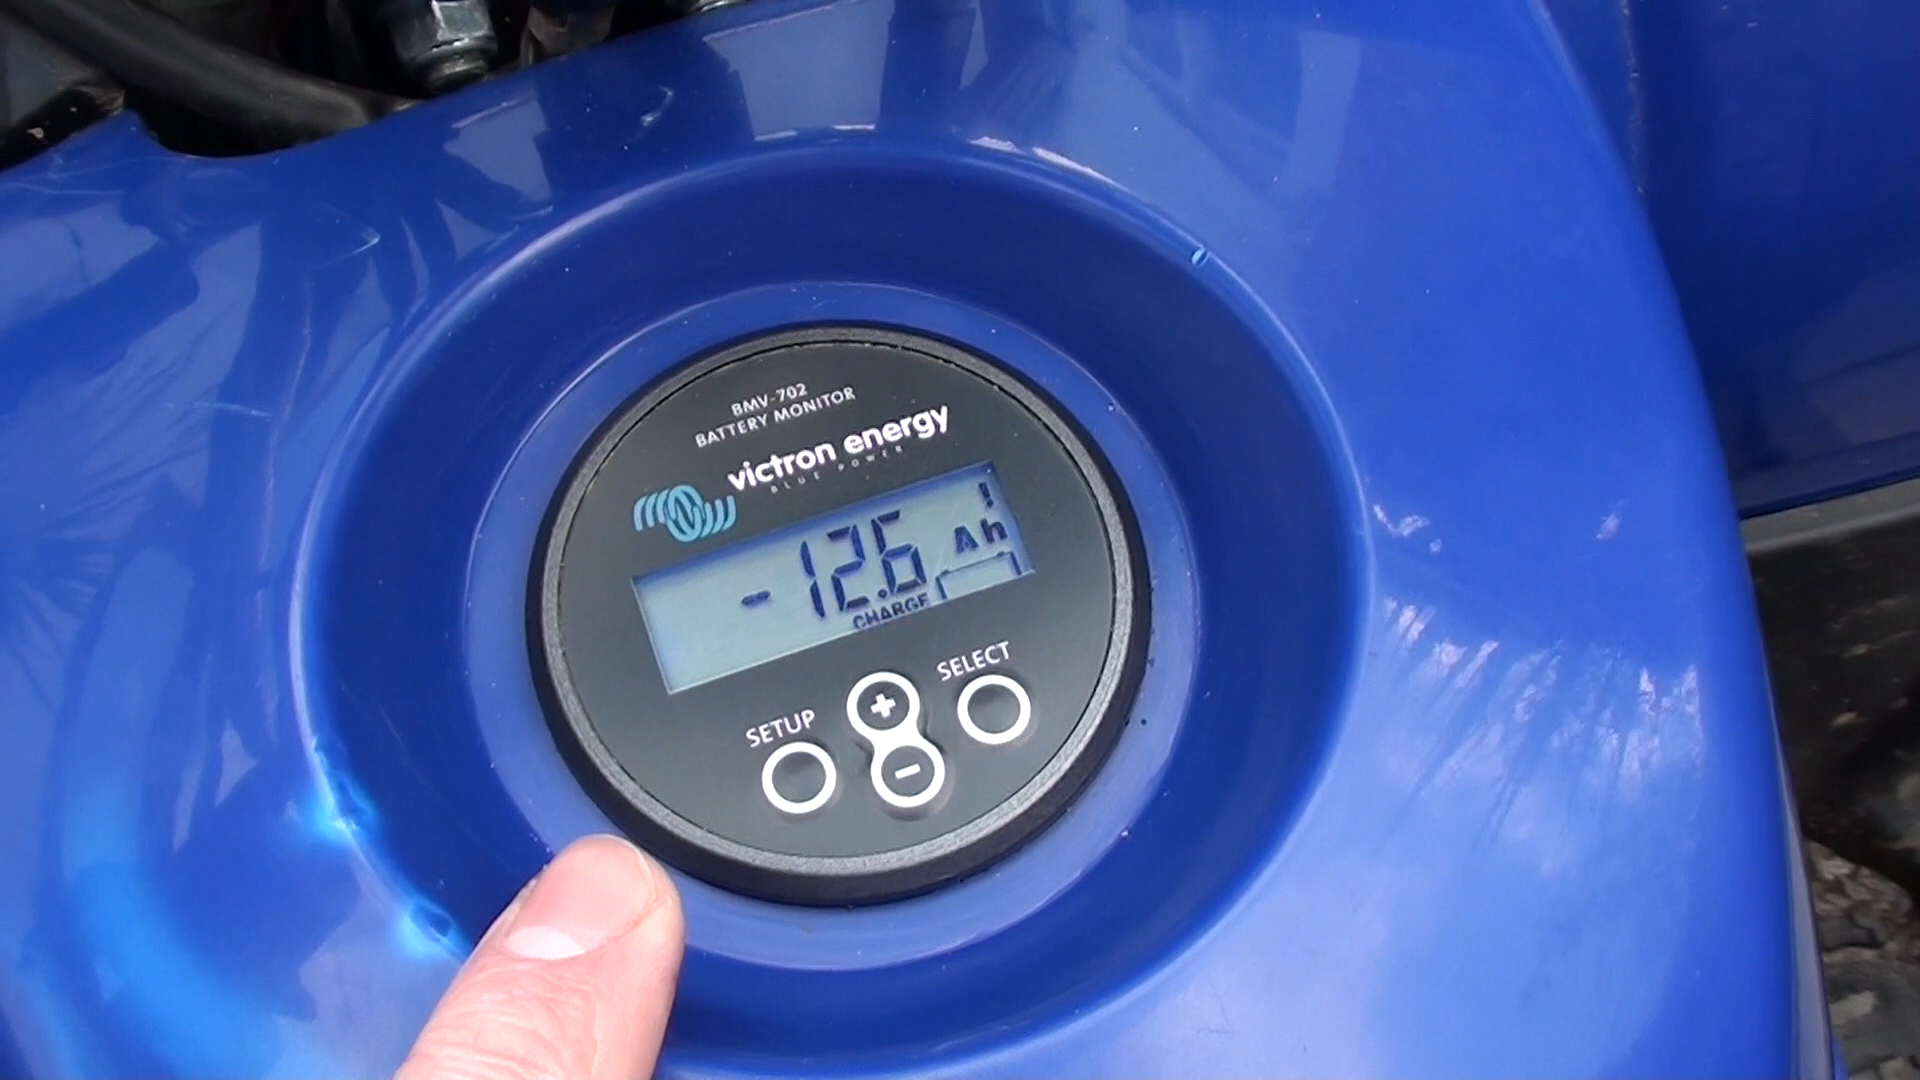 BMV-702
BATTERY MONITOR
victron energy
BLUE POWER
!
-12.6 Ah
CHARGE
SETUP
+
SELECT
-